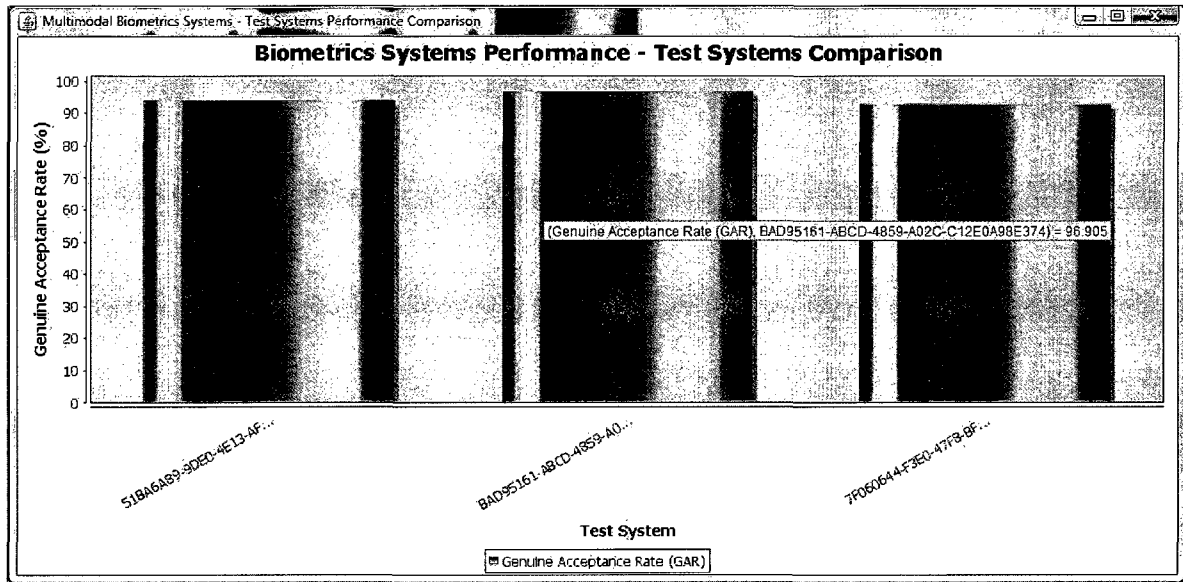 Multimodal Biometrics Systems - Test Systems Performance Comparison
Biometrics Systems Performance - Test Systems Comparison
Genuine Acceptance Rate (%)
100
90
80
70
60
50
40
30
20
10
0
(Genuine Acceptance Rate (GAR), BAD95161-ABCD-4859-A02C-C12E0A98E374) = 96.905
51BA6A89-9DE0-4E13-AF...
BAD95161-ABCD-4859-A0...
7F060644-F3E0-47FB-BF...
Test System
Genuine Acceptance Rate (GAR)